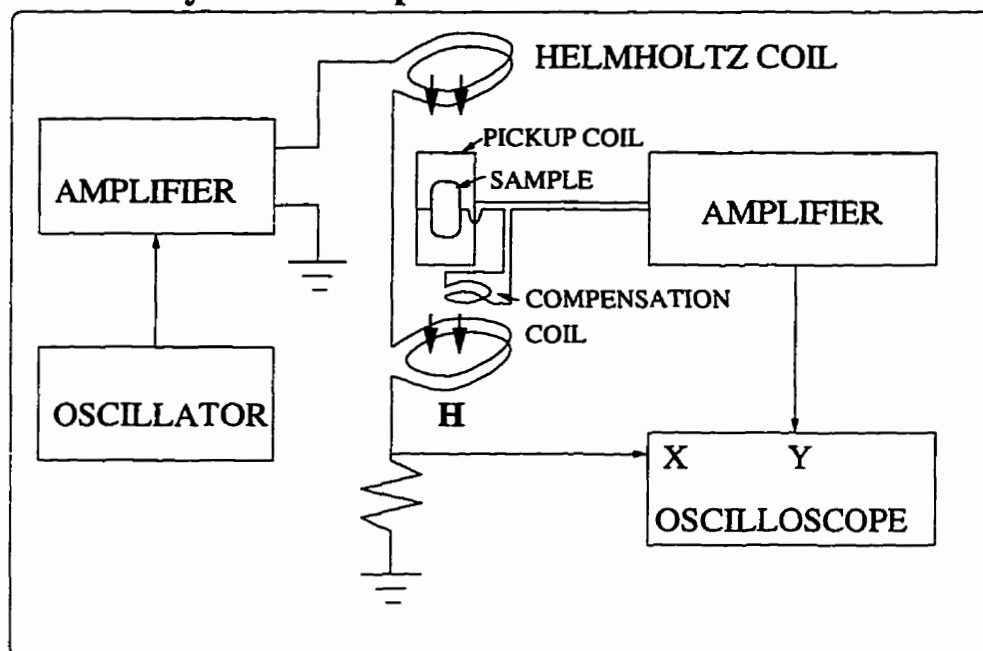 HELMHOLTZ COIL
PICKUP COIL
SAMPLE
AMPLIFIER
AMPLIFIER
COMPENSATION
COIL
OSCILLATOR
H
X Y
OSCILLOSCOPE